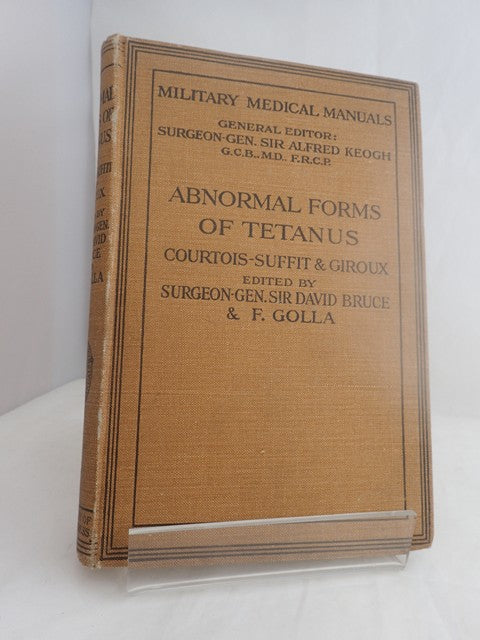 MILITARY MEDICAL MANUALS
GENERAL EDITOR:
SURGEON-GEN. SIR ALFRED KEOGH
G.C.B., M.D., F.R.C.P.
ABNORMAL FORMS
OF TETANUS
COURTOIS-SUFFIT & GIROUX
EDITED BY
SURGEON-GEN. SIR DAVID BRUCE
& F. GOLLA